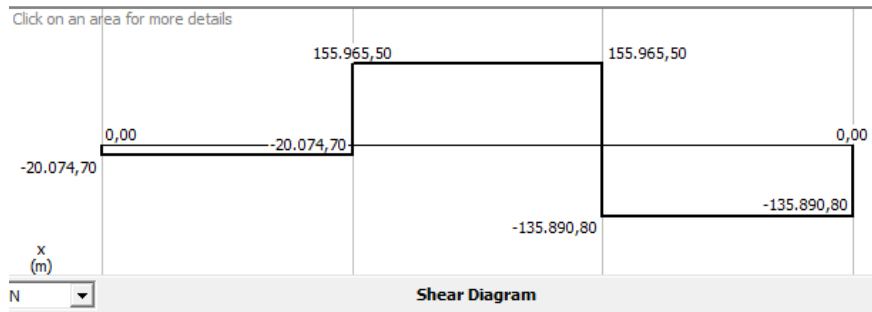 Click on an area for more details
155.965,50 155.965,50
0,00 0,00
-20.074,70
-20.074,70
-135.890,80
-135.890,80
x
(m)
N Shear Diagram